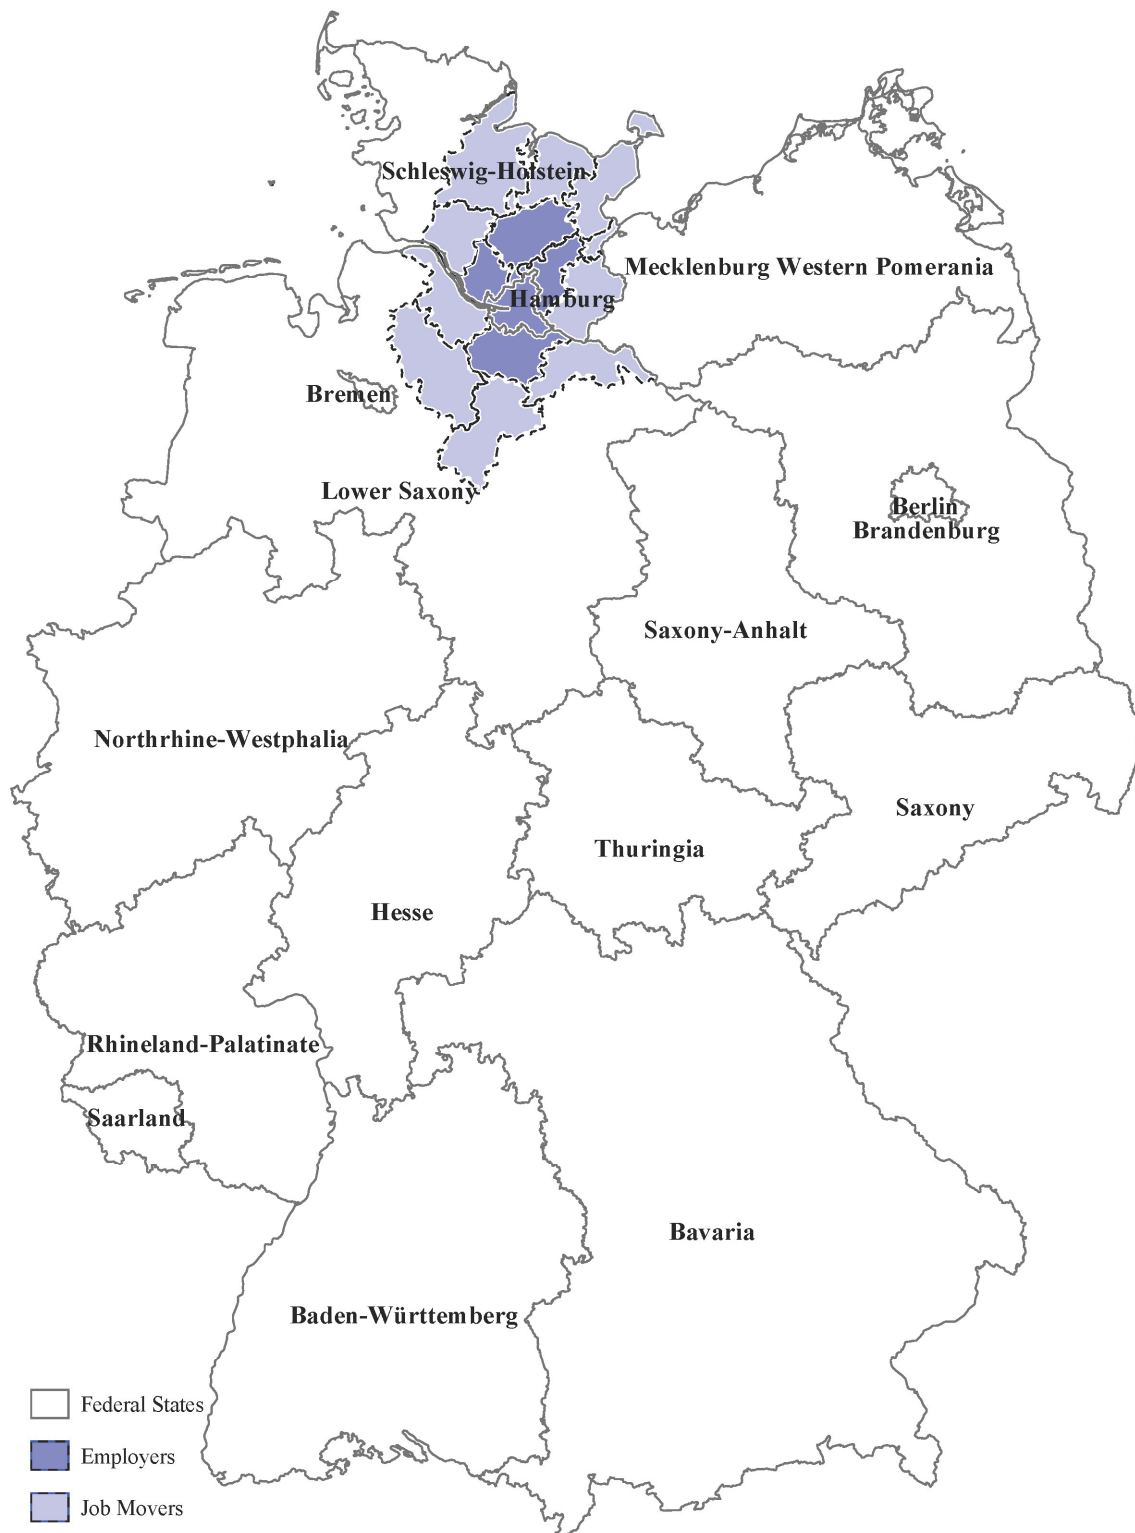 Schleswig-Holstein
Mecklenburg Western Pomerania
Hamburg
Bremen
Lower Saxony
Berlin
Brandenburg
Saxony-Anhalt
Northrhine-Westphalia
Saxony
Thuringia
Hesse
Rhineland-Palatinate
Saarland
Bavaria
Baden-Württemberg
Federal States
Employers
Job Movers